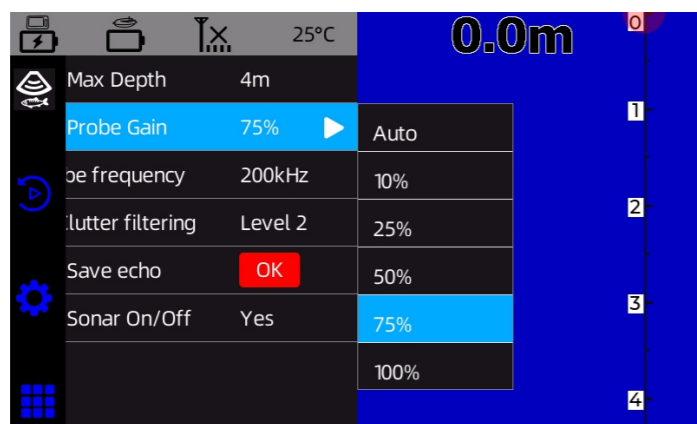 25°C
0.0m
Max Depth 4m
Probe Gain 75%
be frequency 200kHz
lutter filtering Level 2
Save echo OK
Sonar On/Off Yes
Auto
10%
25%
50%
75%
100%
0
1
2
3
4